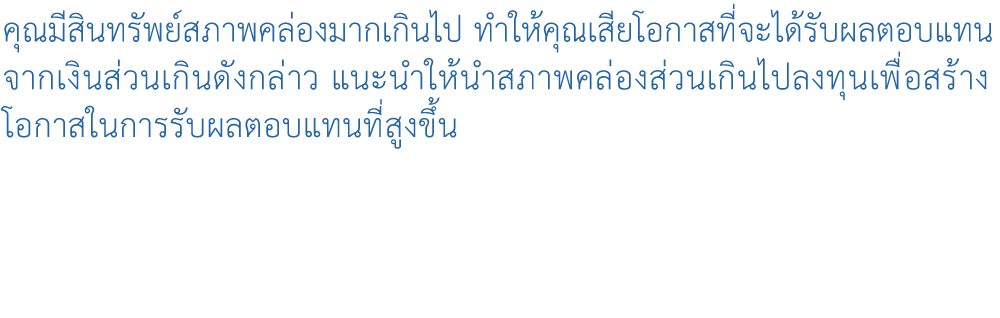 คุณมีสินทรัพย์สภาพคล่องมากเกินไป ทำให้คุณเสียโอกาสที่จะได้รับผลตอบแทน
จากเงินส่วนเกินดังกล่าว แนะนำให้นำสภาพคล่องส่วนเกินไปลงทุนเพื่อสร้าง
โอกาสในการรับผลตอบแทนที่สูงขึ้น